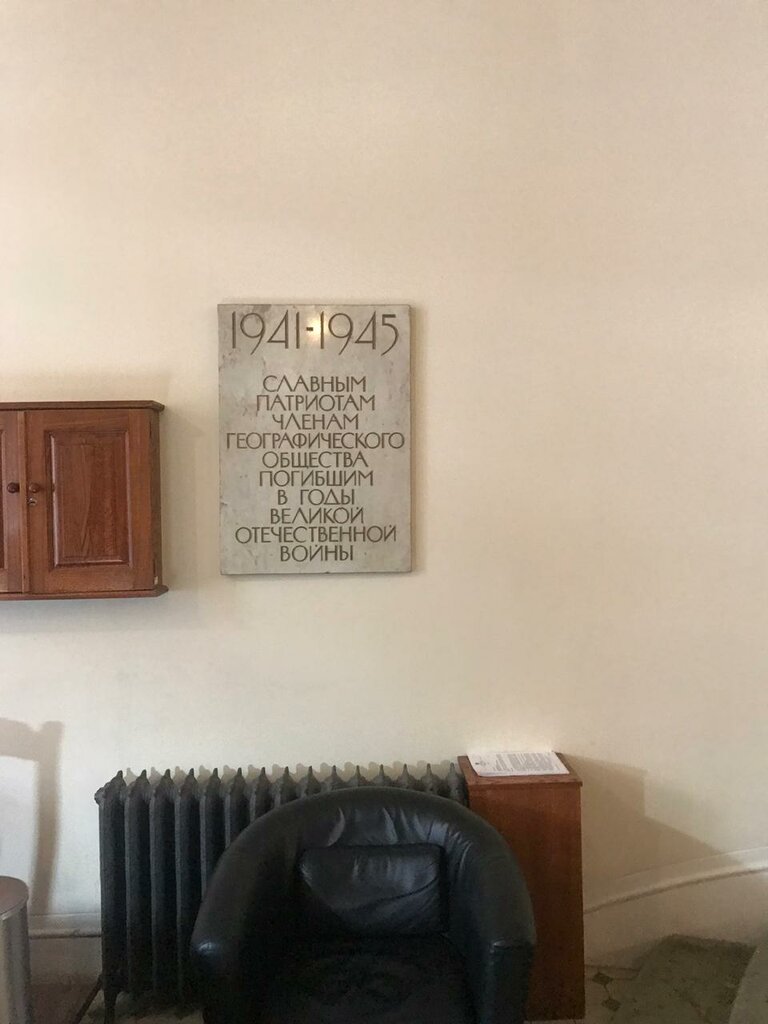 1941-1945
СЛАВНЫМ
ПАТРИОТАМ
ЧЛЕНАМ
ГЕОГРАФИЧЕСКОГО
ОБЩЕСТВА
ПОГИБШИМ
В ГОДЫ
ВЕЛИКОЙ
ОТЕЧЕСТВЕННОЙ
ВОЙНЫ